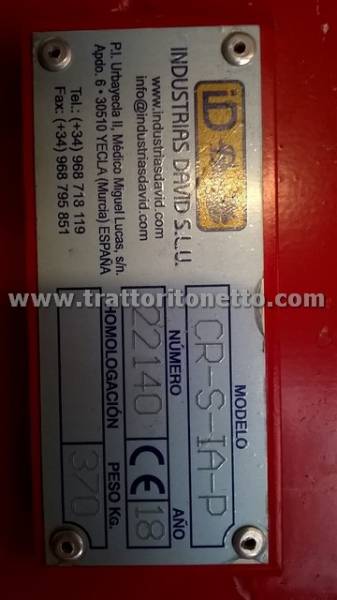 iD
INDUSTRIAS DAVID S.L.U.
www.industriasdavid.com
info@industriasdavid.com
P.I. Urbayecla II, Médico Miguel Lucas, s/n.
Apdo. 6 • 30510 YECLA (Murcia) ESPAÑA
Tel.: (+34) 968 718 119
Fax: (+34) 968 795 851
MODELO
CR-S-IA-P
NÚMERO
AÑO
22140
CE
18
HOMOLOGACIÓN
PESO Kg.
370
www.trattoritonetto.com